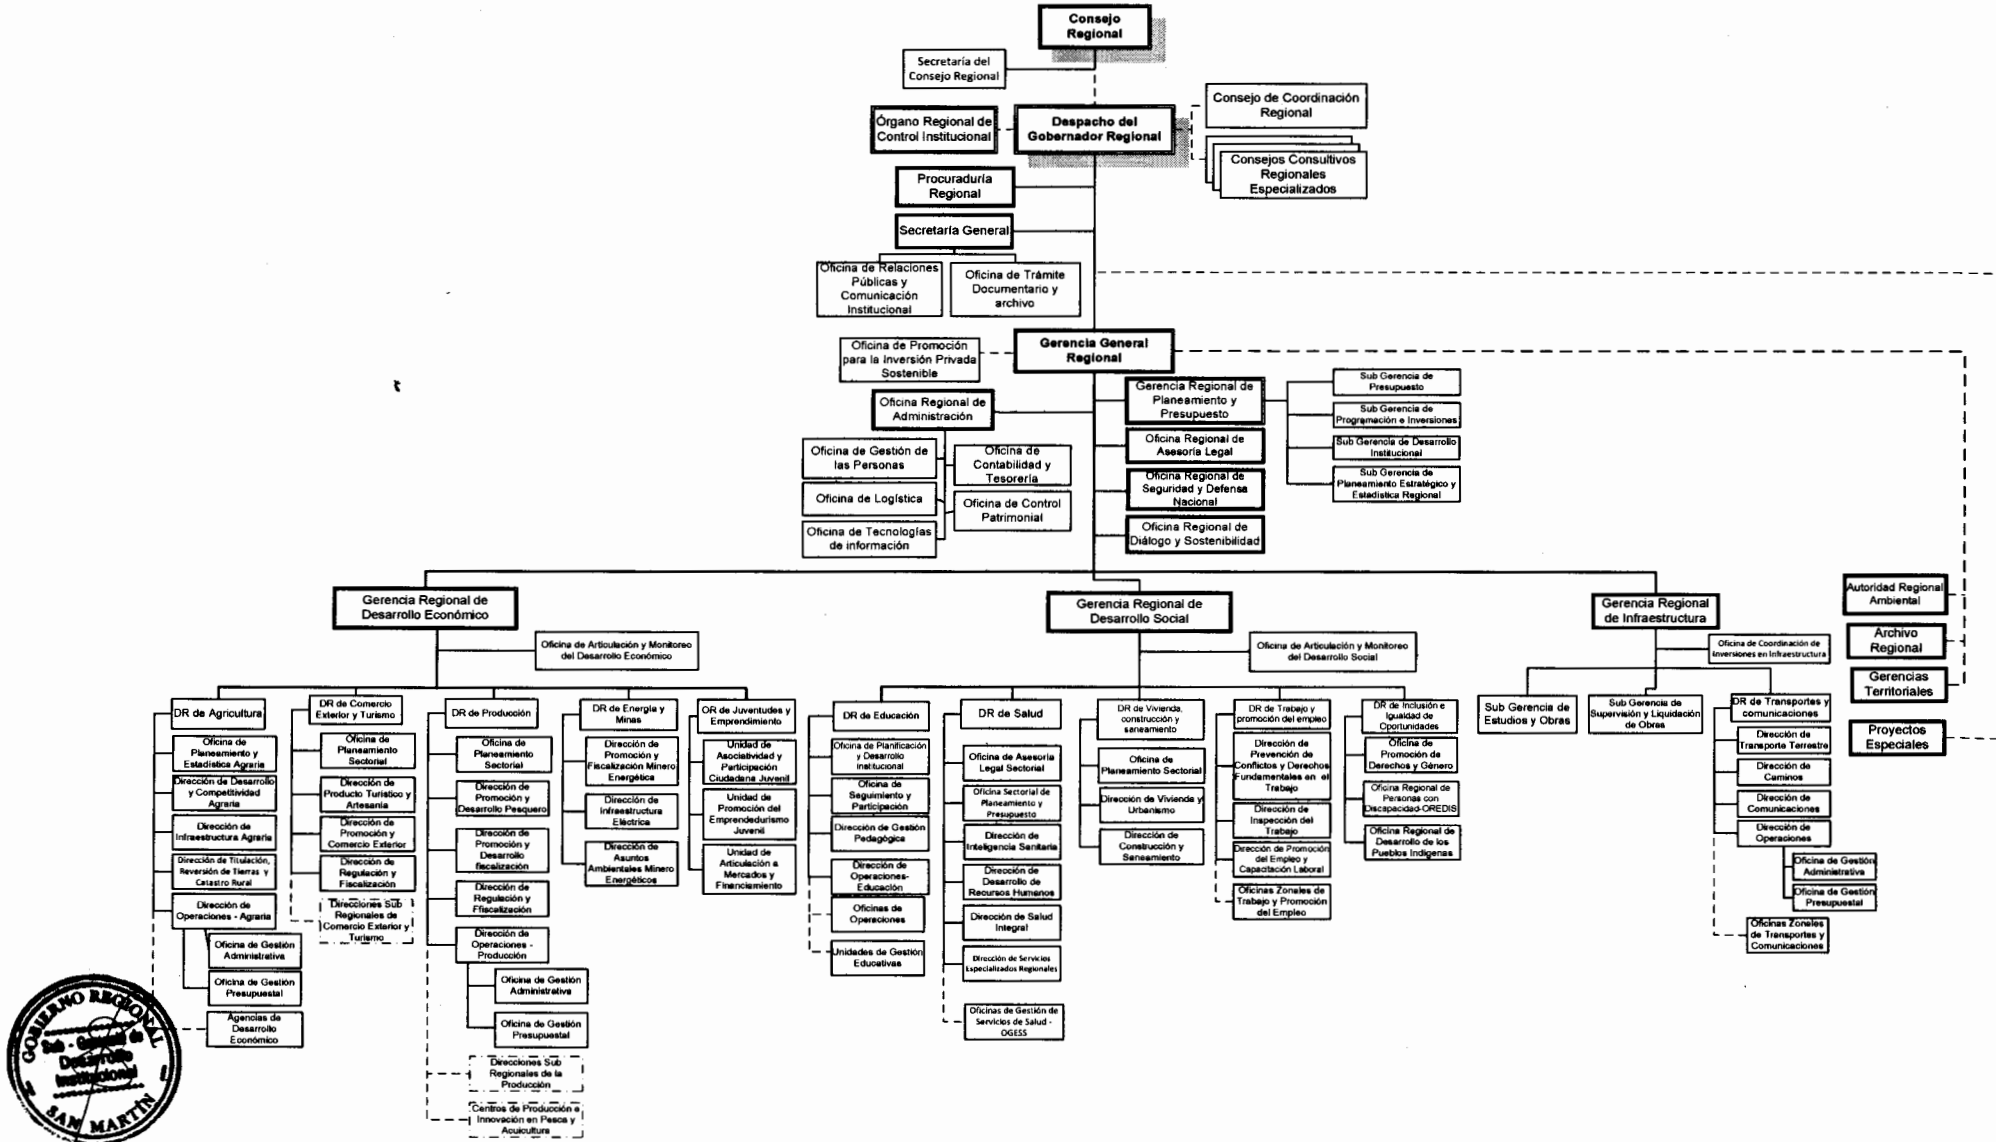 Consejo
Regional
Secretaría del
Consejo Regional
Consejo de Coordinación
Regional
Órgano Regional de
Control Institucional
Despacho del
Gobernador Regional
Consejos Consultivos
Regionales
Especializados
Procuraduría
Regional
Secretaría General
Oficina de Relaciones
Públicas y
Comunicación
Institucional
Oficina de Trámite
Documentario y
archivo
Oficina de Promoción
para la Inversión Privada
Sostenible
Gerencia General
Regional
Oficina Regional de
Administración
Gerencia Regional de
Planeamiento y
Presupuesto
Sub Gerencia de
Presupuesto
Sub Gerencia de
Programación e Inversiones
Sub Gerencia de Desarrollo
Institucional
Sub Gerencia de
Planeamiento Estratégico y
Estadística Regional
Oficina Regional de
Asesoría Legal
Oficina Regional de
Seguridad y Defensa
Nacional
Oficina Regional de
Diálogo y Sostenibilidad
Oficina de Gestión de
las Personas
Oficina de
Contabilidad y
Tesorería
Oficina de Logística
Oficina de Control
Patrimonial
Oficina de Tecnologías
de información
Gerencia Regional de
Desarrollo Económico
Gerencia Regional de
Desarrollo Social
Gerencia Regional
de Infraestructura
Autoridad Regional
Ambiental
Archivo
Regional
Gerencias
Territoriales
Proyectos
Especiales
Oficina de Articulación y Monitoreo
del Desarrollo Económico
Oficina de Articulación y Monitoreo
del Desarrollo Social
Oficina de Coordinación de
Inversiones en Infraestructura
DR de Agricultura
Oficina de
Planeamiento y
Estadística Agraria
Dirección de Desarrollo
y Competitividad
Agraria
Dirección de
Infraestructura Agraria
Dirección de Titulación,
Reversión de Tierras y
Catastro Rural
Dirección de
Operaciones - Agraria
Oficina de Gestión
Administrativa
Oficina de Gestión
Presupuestal
Agencias de
Desarrollo
Económico
DR de Comercio
Exterior y Turismo
Oficina de
Planeamiento
Sectorial
Dirección de
Producto Turístico y
Artesanía
Dirección de
Promoción y
Comercio Exterior
Dirección de
Regulación y
Fiscalización
Direcciones Sub
Regionales de
Comercio Exterior y
Turismo
DR de Producción
Oficina de
Planeamiento
Sectorial
Dirección de
Promoción y
Desarrollo Pesquero
Dirección de
Promoción y
Desarrollo
fiscalización
Dirección de
Regulación y
Ffiscalización
Dirección de
Operaciones -
Producción
Oficina de Gestión
Administrativa
Oficina de Gestión
Presupuestal
Direcciones Sub
Regionales de la
Producción
Centros de Producción e
Innovación en Pesca y
Acuicultura
DR de Energía y
Minas
Dirección de
Promoción y
Fiscalización Minero
Energética
Dirección de
Infraestructura
Eléctrica
Dirección de
Asuntos
Ambientales Minero
Energéticos
OR de Juventudes y
Emprendimiento
Unidad de
Asociatividad y
Participación
Ciudadana Juvenil
Unidad de
Promoción del
Emprendedurismo
Juvenil
Unidad de
Articulación a
Mercados y
Financiamiento
DR de Educación
Oficina de Planificación
y Desarrollo
Institucional
Oficina de
Seguimiento y
Participación
Dirección de Gestión
Pedagógica
Dirección de
Operaciones-
Educación
Oficinas de
Operaciones
Unidades de Gestión
Educativas
DR de Salud
Oficina de Asesoría
Legal Sectorial
Oficina Sectorial de
Planeamiento y
Presupuesto
Dirección de
Inteligencia Sanitaria
Dirección de
Desarrollo de
Recursos Humanos
Dirección de Salud
Integral
Dirección de Servicios
Especializados Regionales
Oficinas de Gestión de
Servicios de Salud -
OGESS
DR de Vivienda,
construcción y
saneamiento
Oficina de
Planeamiento Sectorial
Dirección de Vivienda y
Urbanismo
Dirección de
Construcción y
Saneamiento
DR de Trabajo y
promoción del empleo
Dirección de
Prevención de
Conflictos y Derechos
Fundamentales en el
Trabajo
Dirección de
Inspección del
Trabajo
Dirección de Promoción
del Empleo y
Capacitación Laboral
Oficinas Zonales de
Trabajo y Promoción
del Empleo
DR de Inclusión e
Igualdad de
Oportunidades
Oficina de
Promoción de
Derechos y Género
Oficina Regional de
Personas con
Discapacidad-OREDIS
Oficina Regional de
Desarrollo de los
Pueblos Indígenas
Sub Gerencia de
Estudios y Obras
Sub Gerencia de
Supervisión y Liquidación
de Obras
DR de Transportes y
comunicaciones
Dirección de
Transporte Terrestre
Dirección de
Caminos
Dirección de
Comunicaciones
Dirección de
Operaciones
Oficina de Gestión
Administrativa
Oficina de Gestión
Presupuestal
Oficinas Zonales
de Transportes y
Comunicaciones
GOBIERNO REGIONAL
Sub - Gerencia de
Desarrollo
Institucional
SAN MARTÍN